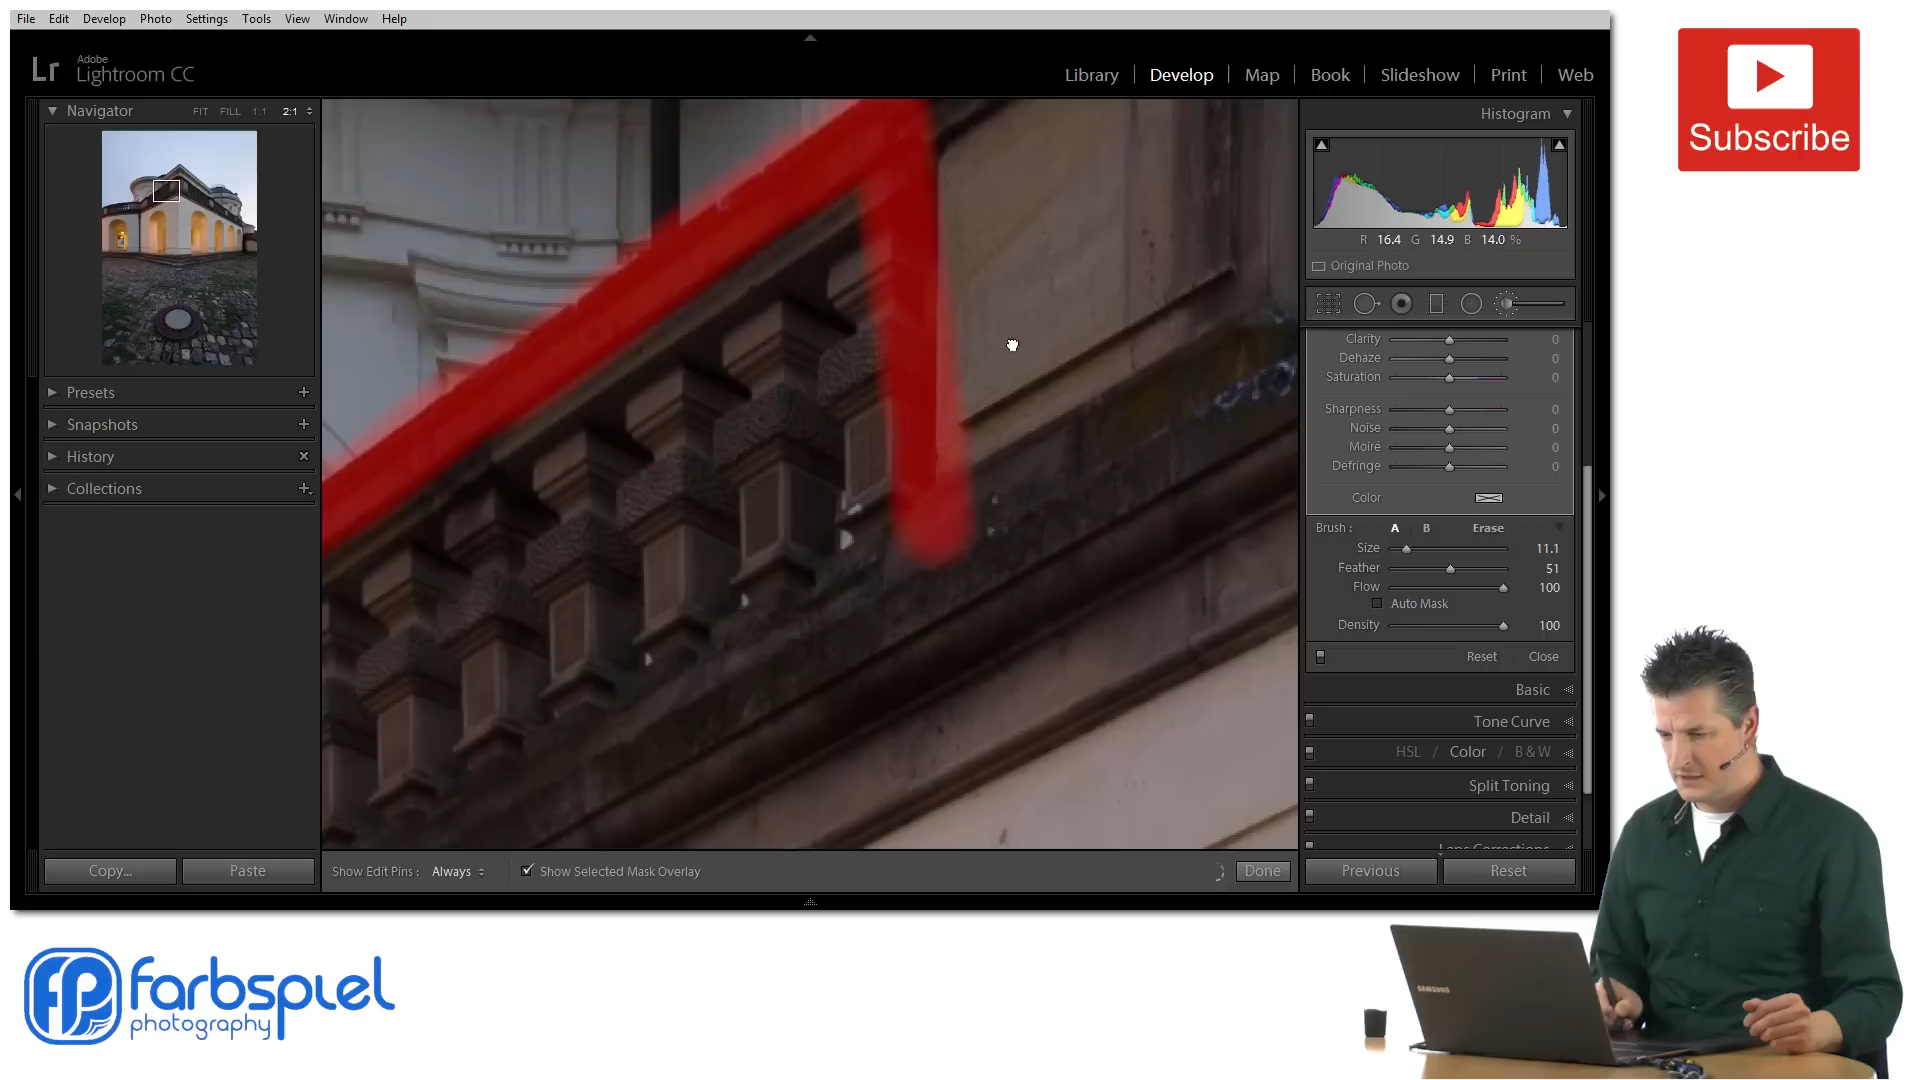 File Edit Develop Photo Settings Tools View Window Help
Lr Adobe Lightroom CC
Library Develop Map Book Slideshow Print Web
Subscribe
Navigator FIT FILL 1:1 2:1
Presets
Snapshots
History
Collections
Copy... Paste
Show Edit Pins : Always Show Selected Mask Overlay Done
Histogram
R 16.4 G 14.9 B 14.0 %
Original Photo
Clarity 0
Dehaze 0
Saturation 0
Sharpness 0
Noise 0
Moiré 0
Defringe 0
Color
Brush : A B Erase
Size 11.1
Feather 51
Flow 100
Auto Mask
Density 100
Reset Close
Basic
Tone Curve
HSL / Color / B & W
Split Toning
Detail
Lens Corrections
Previous Reset
SAMSUNG
fp farbspiel
photography